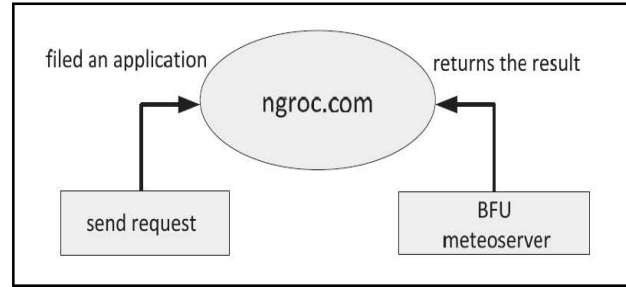 filed an application
returns the result
ngroc.com
send request
BFU
meteoserver